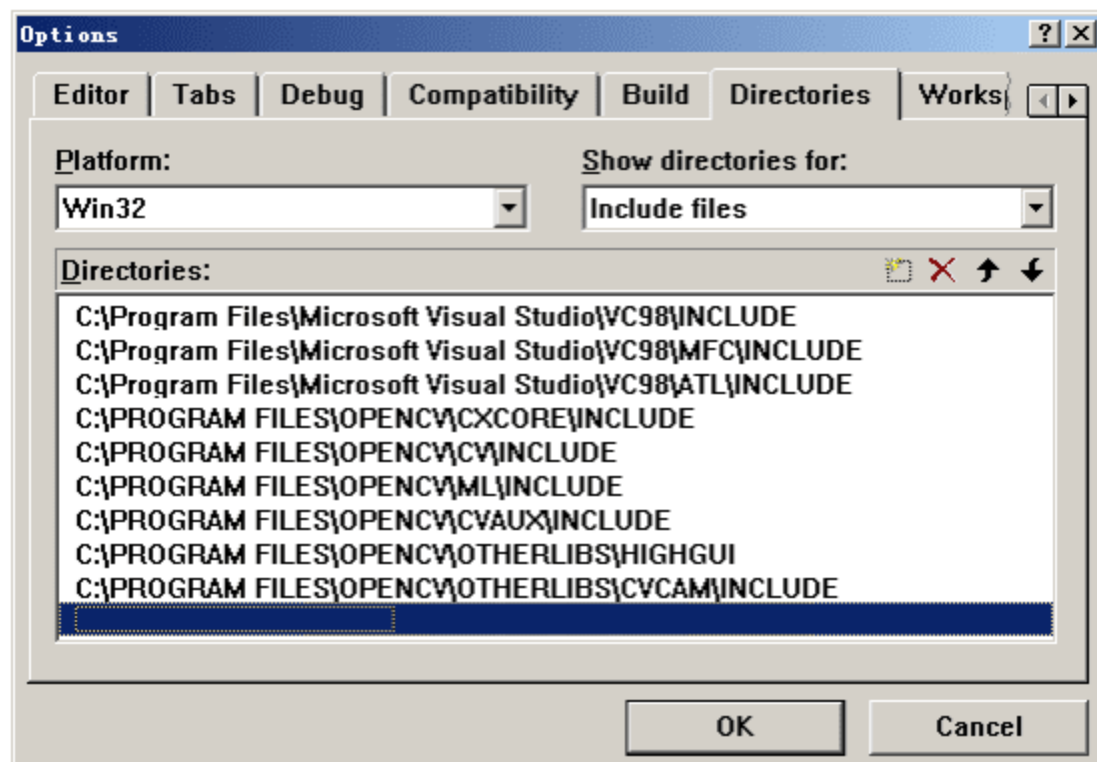 Options
Editor Tabs Debug Compatibility Build Directories Works
Platform: Show directories for:
Win32 Include files
Directories:
C:\Program Files\Microsoft Visual Studio\VC98\INCLUDE
C:\Program Files\Microsoft Visual Studio\VC98\MFC\INCLUDE
C:\Program Files\Microsoft Visual Studio\VC98\ATL\INCLUDE
C:\PROGRAM FILES\OPENCV\CXCORE\INCLUDE
C:\PROGRAM FILES\OPENCV\CV\INCLUDE
C:\PROGRAM FILES\OPENCV\ML\INCLUDE
C:\PROGRAM FILES\OPENCV\CVAUX\INCLUDE
C:\PROGRAM FILES\OPENCV\OTHERLIBS\HIGHGUI
C:\PROGRAM FILES\OPENCV\OTHERLIBS\CVCAM\INCLUDE
OK Cancel